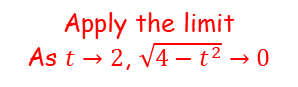 Apply the limit
As t → 2, √4 − t² → 0